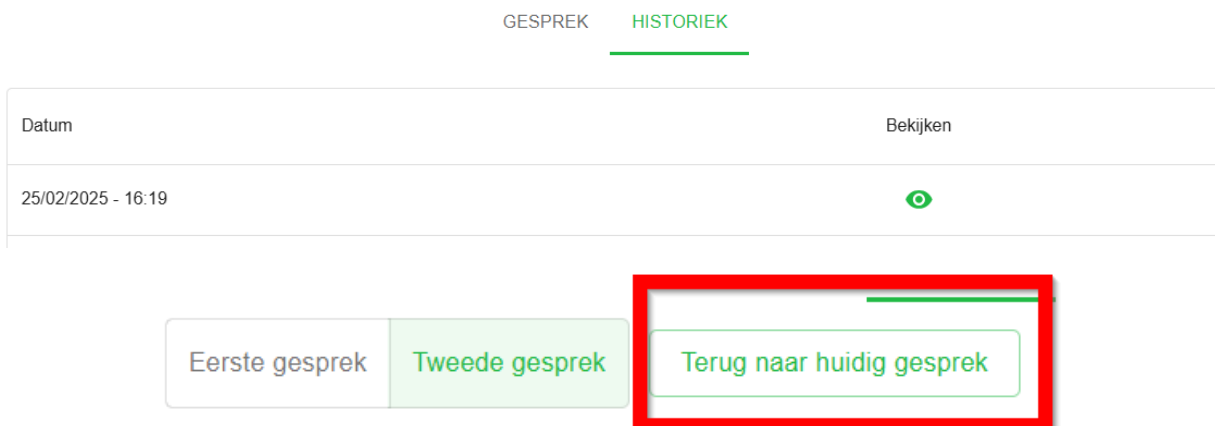 GESPREK HISTORIEK
Datum Bekijken
25/02/2025 - 16:19
Eerste gesprek Tweede gesprek Terug naar huidig gesprek